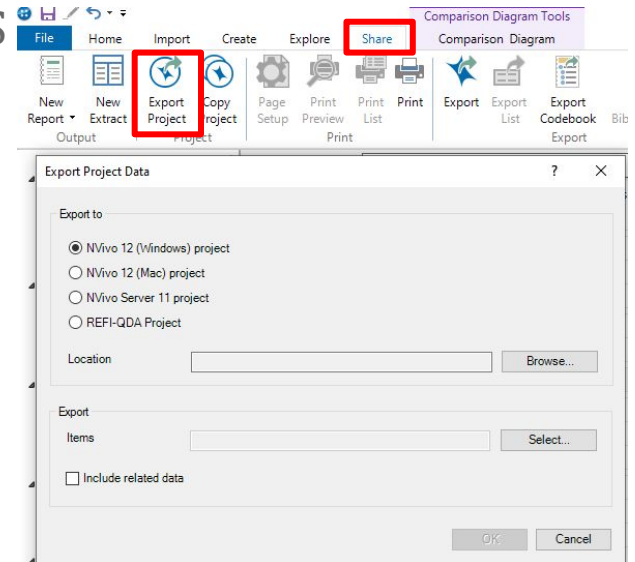 Comparison Diagram Tools
File Home Import Create Explore Share Comparison Diagram
New Report New Extract Export Project Copy Project Page Setup Print Preview Print List Print Export Export List Export Codebook Bib
Output Project Print Export
Export Project Data ? X
Export to
NVivo 12 (Windows) project
NVivo 12 (Mac) project
NVivo Server 11 project
REFI-QDA Project
Location Browse...
Export
Items Select...
Include related data
OK Cancel